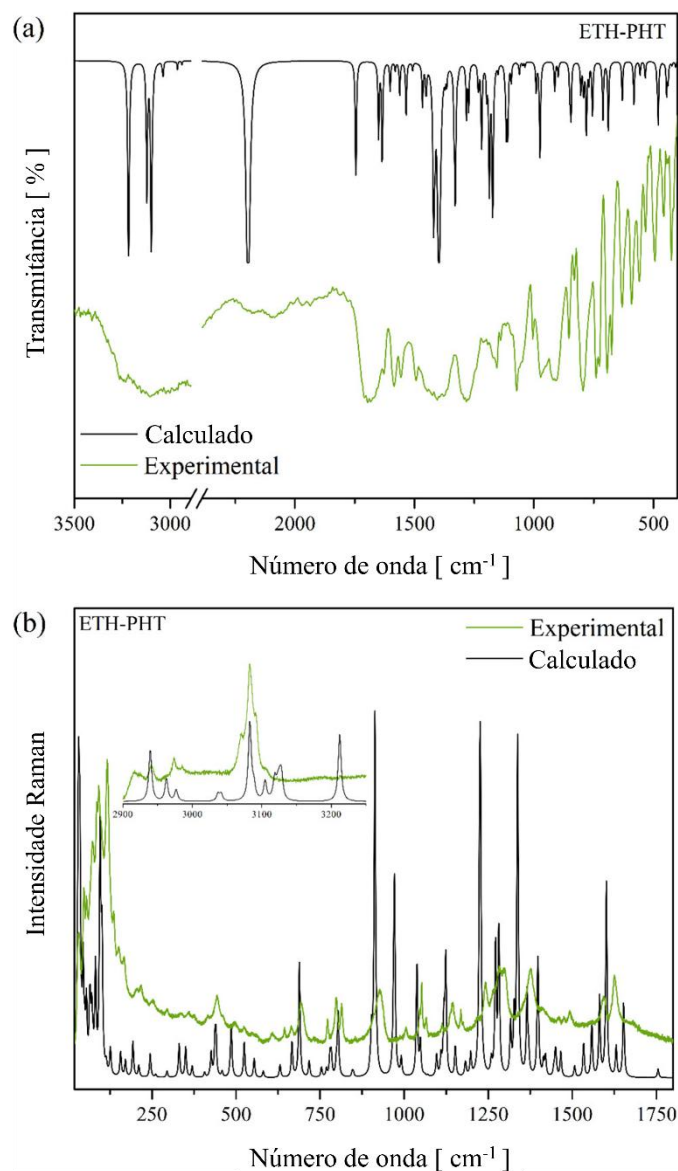 (a)
ETH-PHT
Transmitância [ % ]
Calculado
Experimental
3500 3000 2000 1500 1000 500
Número de onda [ cm-1 ]
(b)
ETH-PHT
Experimental
Calculado
2900 3000 3100 3200
Intensidade Raman
250 500 750 1000 1250 1500 1750
Número de onda [ cm-1 ]